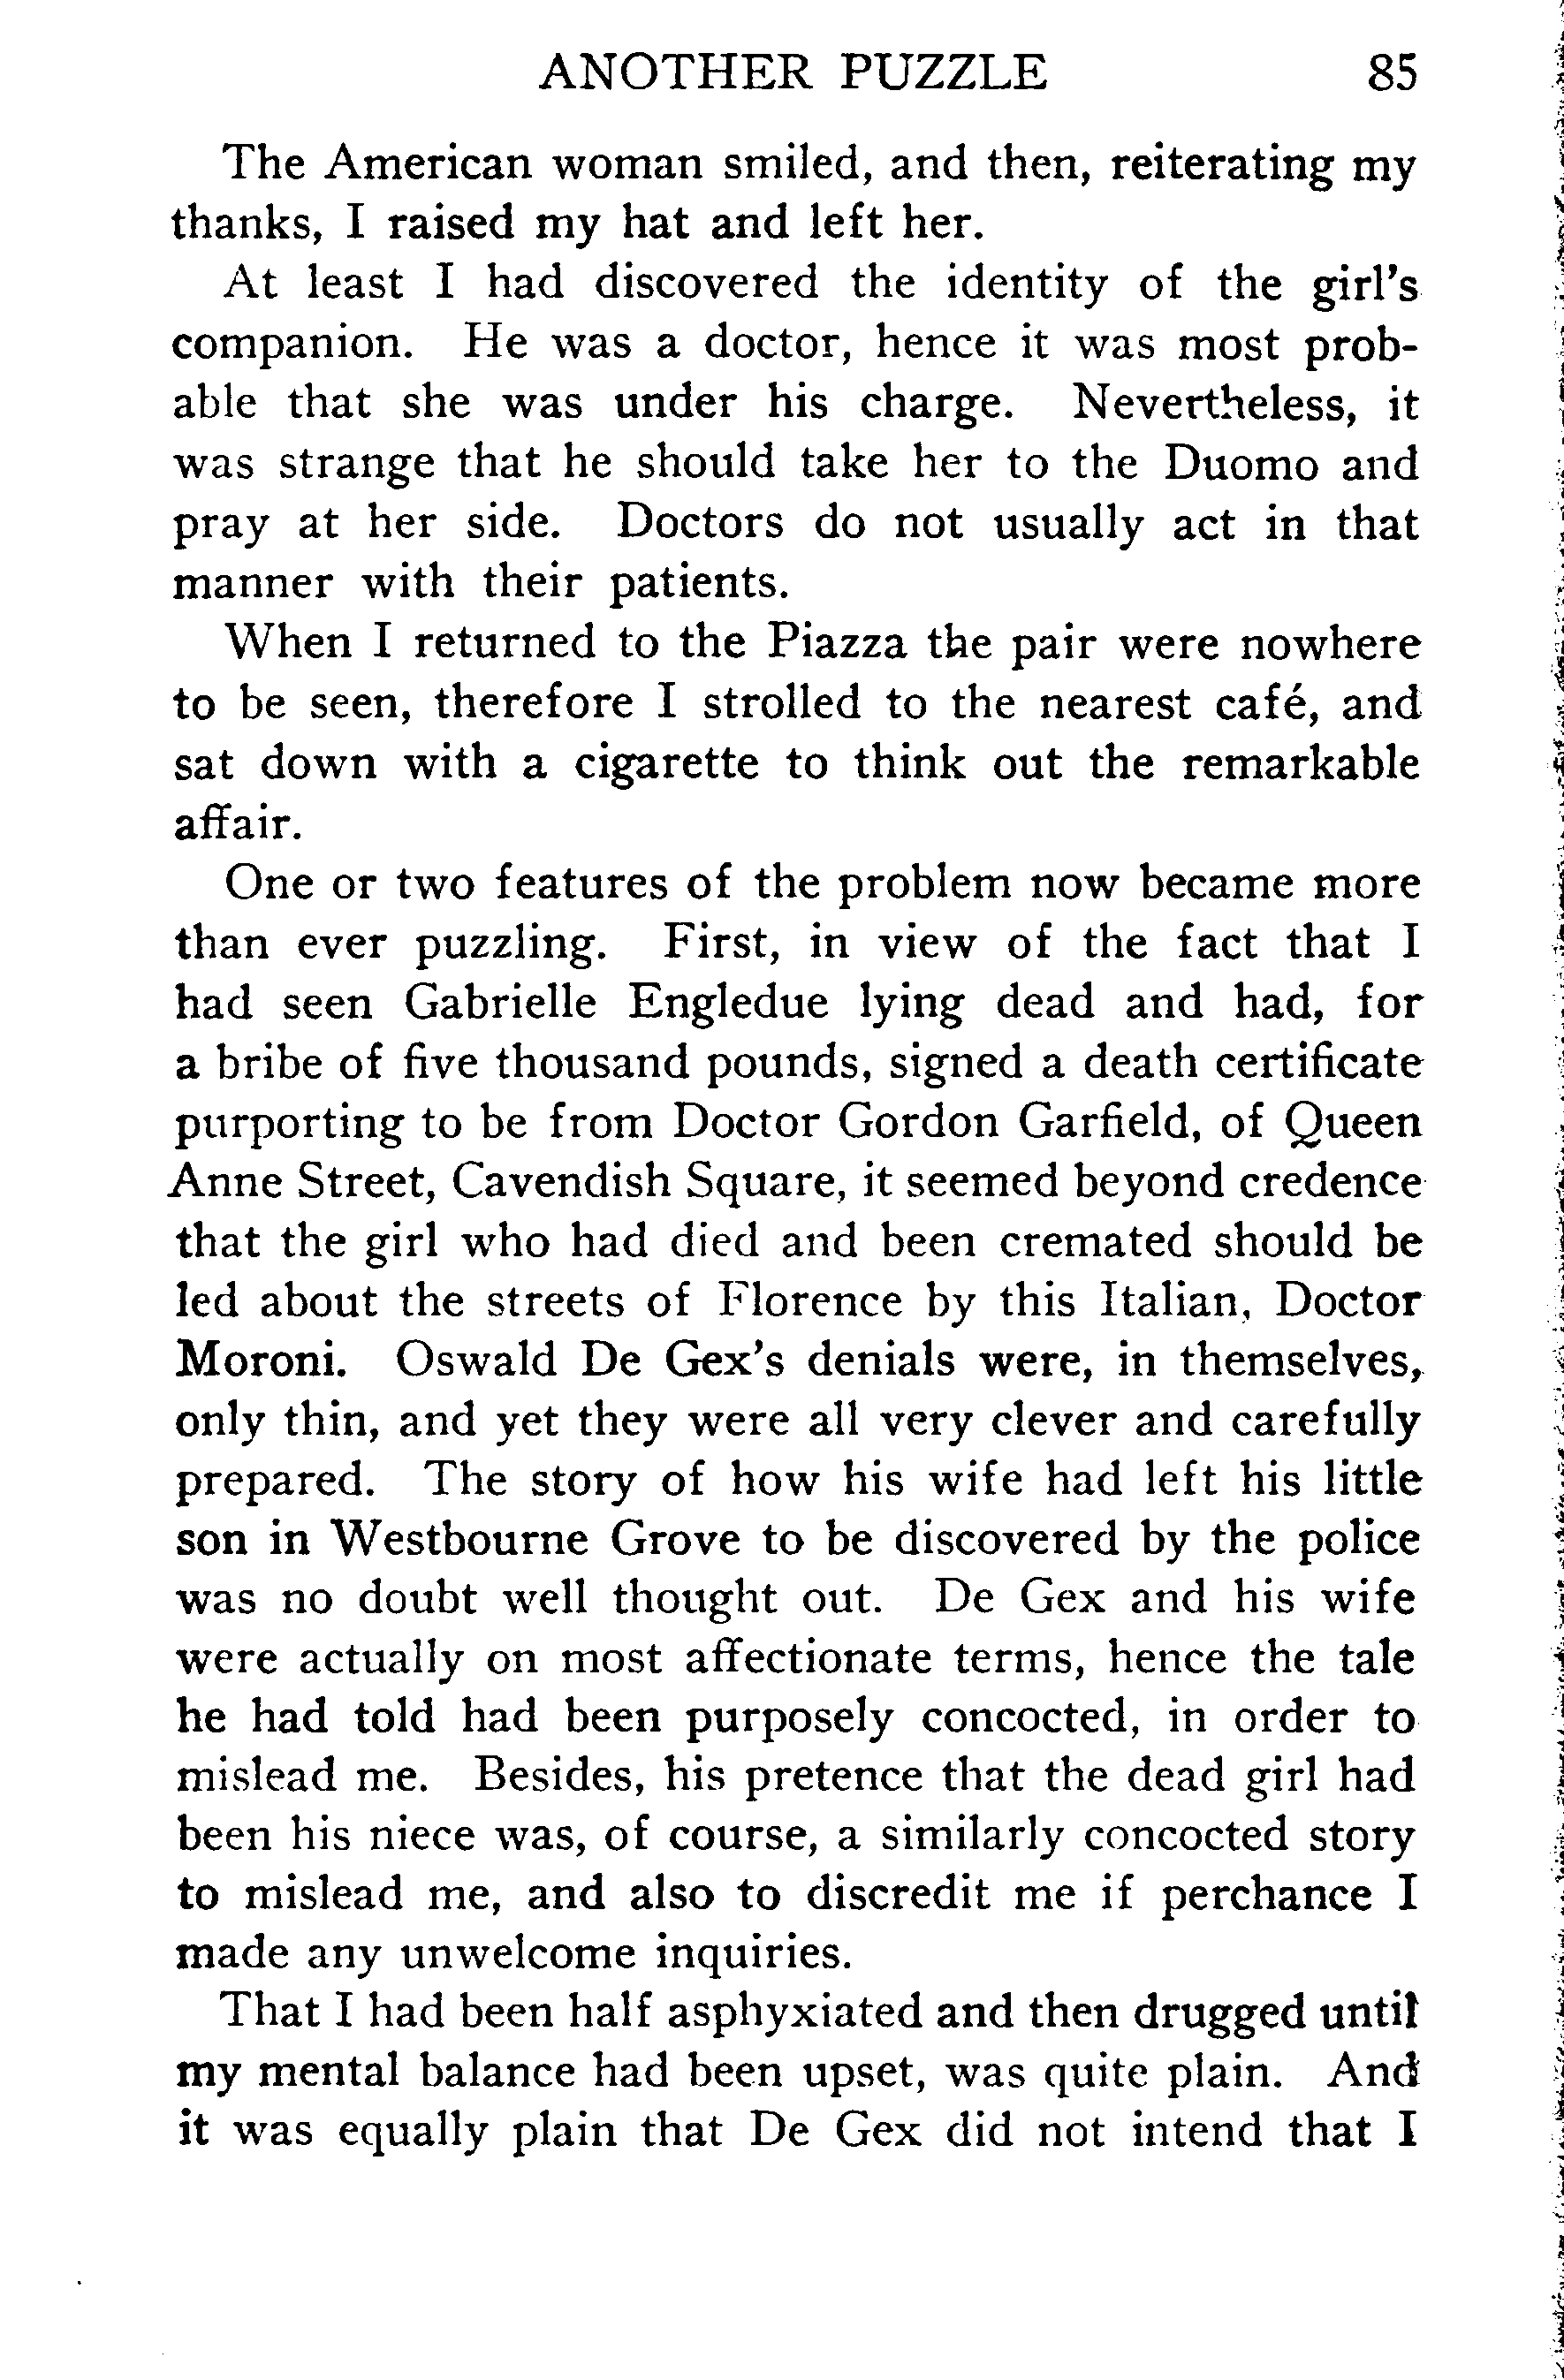 ANOTHER PUZZLE 85
The American woman smiled, and then, reiterating my
thanks, I raised my hat and left her.
At least I had discovered the identity of the girl's
companion. He was a doctor, hence it was most prob-
able that she was under his charge. Nevertheless, it
was strange that he should take her to the Duomo and
pray at her side. Doctors do not usually act in that
manner with their patients.
When I returned to the Piazza the pair were nowhere
to be seen, therefore I strolled to the nearest café, and
sat down with a cigarette to think out the remarkable
affair.
One or two features of the problem now became more
than ever puzzling. First, in view of the fact that I
had seen Gabrielle Engledue lying dead and had, for
a bribe of five thousand pounds, signed a death certificate
purporting to be from Doctor Gordon Garfield, of Queen
Anne Street, Cavendish Square, it seemed beyond credence
that the girl who had died and been cremated should be
led about the streets of Florence by this Italian, Doctor
Moroni. Oswald De Gex's denials were, in themselves,
only thin, and yet they were all very clever and carefully
prepared. The story of how his wife had left his little
son in Westbourne Grove to be discovered by the police
was no doubt well thought out. De Gex and his wife
were actually on most affectionate terms, hence the tale
he had told had been purposely concocted, in order to
mislead me. Besides, his pretence that the dead girl had
been his niece was, of course, a similarly concocted story
to mislead me, and also to discredit me if perchance I
made any unwelcome inquiries.
That I had been half asphyxiated and then drugged until
my mental balance had been upset, was quite plain. And
it was equally plain that De Gex did not intend that I